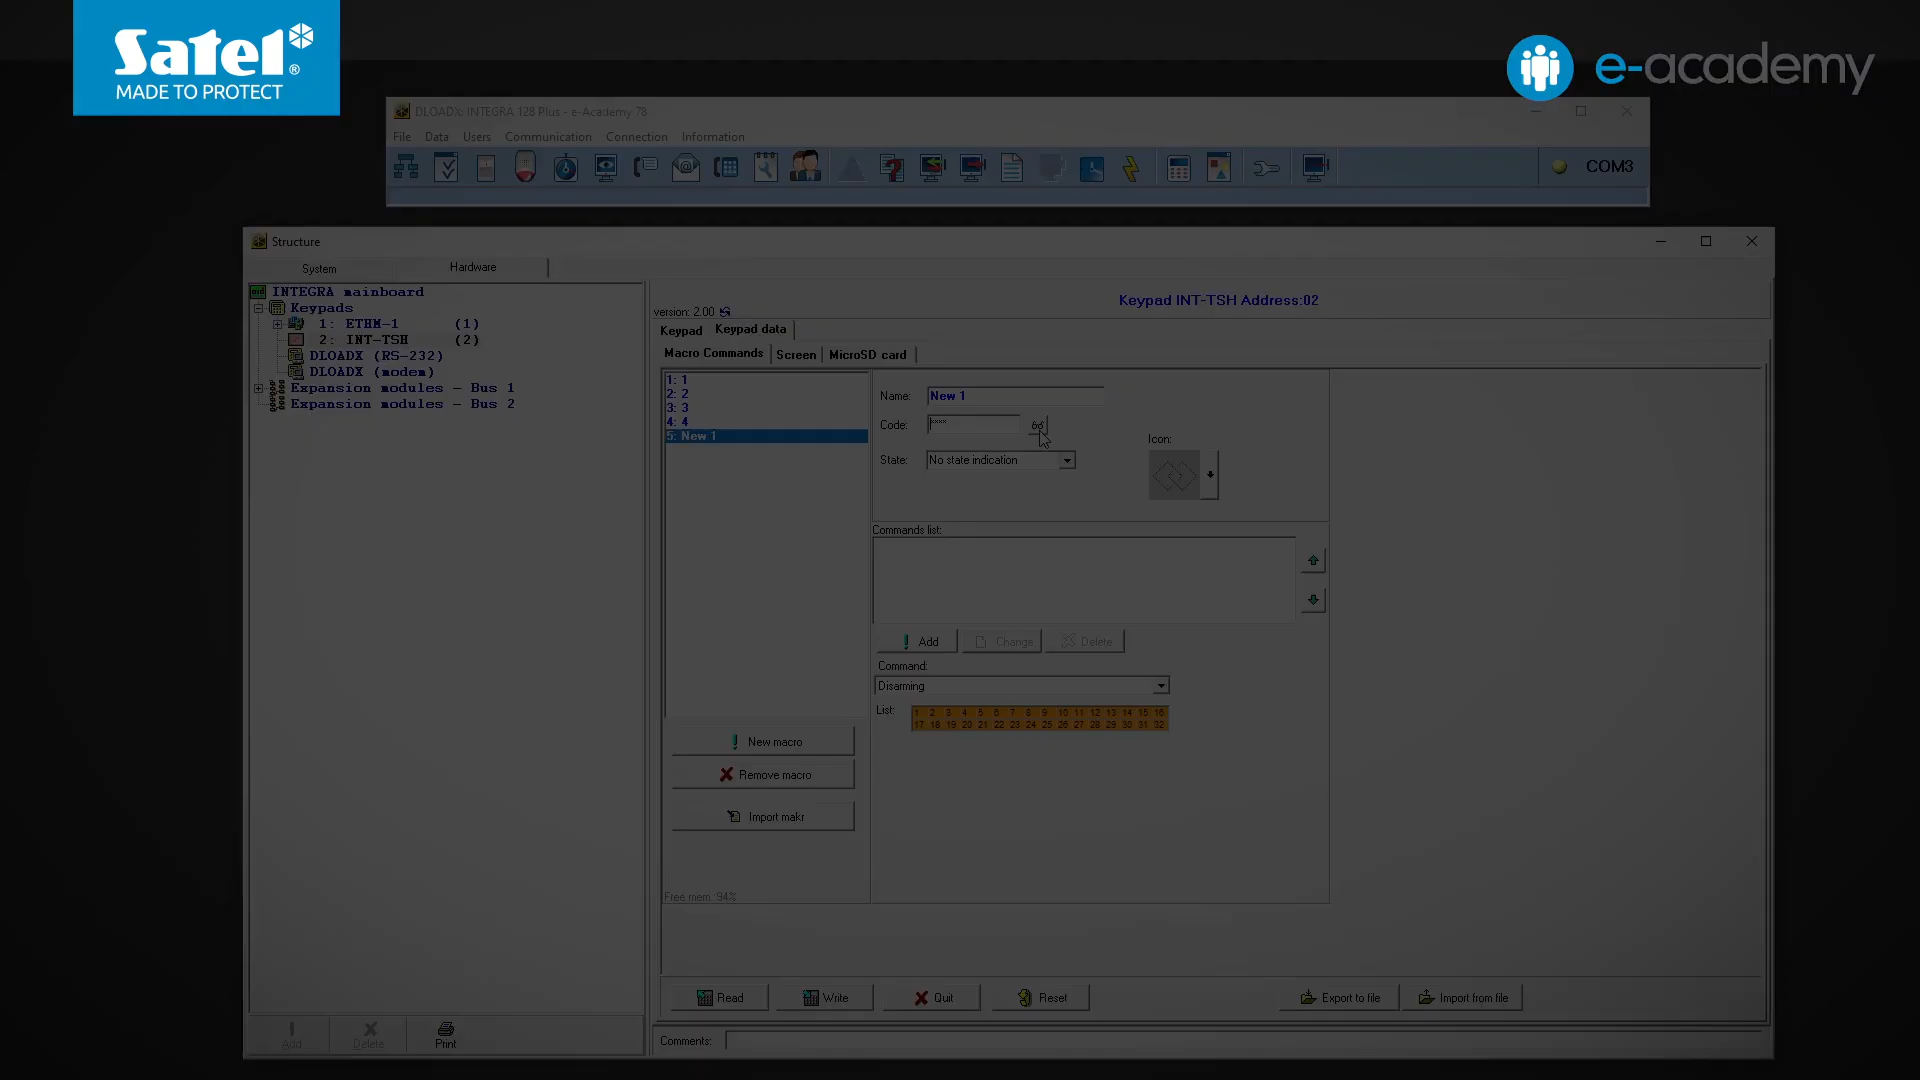 Satel®
MADE TO PROTECT
e-academy
DLOADX: INTEGRA 128 Plus - e-Academy 78
File Data Users Communication Connection Information
COM3
Structure
System Hardware
INTEGRA mainboard
Keypads
1: ETHM-1 (1)
2: INT-TSH (2)
DLOADX (RS-232)
DLOADX (modem)
Expansion modules - Bus 1
Expansion modules - Bus 2
Keypad INT-TSH Address:02
version: 2.00
Keypad Keypad data
Macro Commands Screen MicroSD card
1: 1
2: 2
3: 3
4: 4
5: New 1
Name: New 1
Code: ****
Icon:
State: No state indication
Commands list:
Add Change Delete
Command:
Disarming
List: 1 2 3 4 5 6 7 8 9 10 11 12 13 14 15 16
17 18 19 20 21 22 23 24 25 26 27 28 29 30 31 32
New macro
Remove macro
Import makr
Free mem.: 94%
Read Write Quit Reset Export to file Import from file
Add Delete Print
Comments: